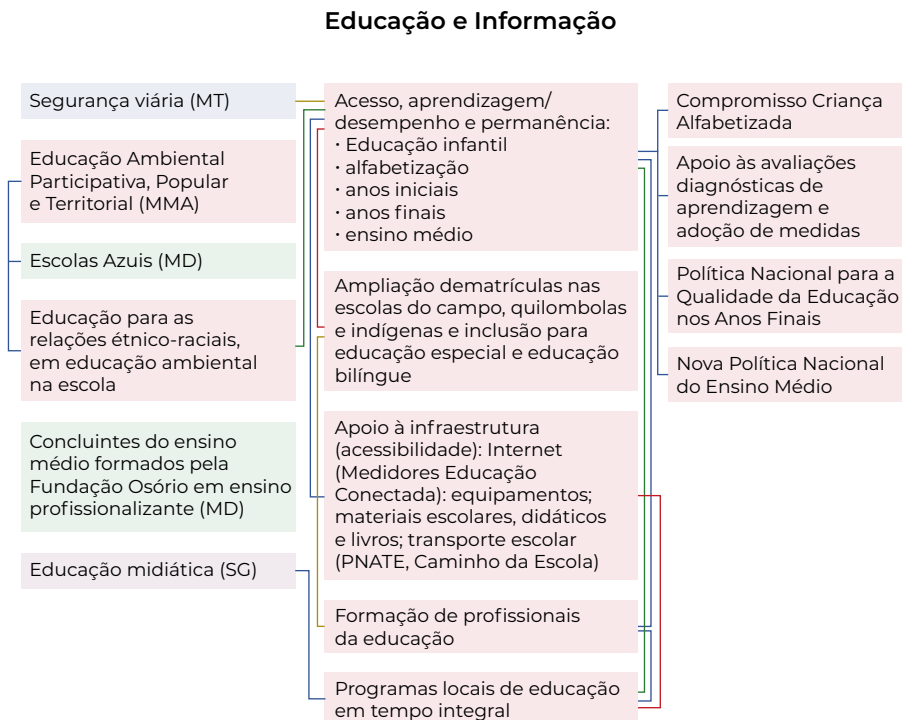 Educação e Informação
Segurança viária (MT)
Educação Ambiental
Participativa, Popular
e Territorial (MMA)
Escolas Azuis (MD)
Educação para as
relações étnico-raciais,
em educação ambiental
na escola
Concluintes do ensino
médio formados pela
Fundação Osório em ensino
profissionalizante (MD)
Educação midiática (SG)
Acesso, aprendizagem/
desempenho e permanência:
· Educação infantil
· alfabetização
· anos iniciais
· anos finais
· ensino médio
Ampliação dematrículas nas
escolas do campo, quilombolas
e indígenas e inclusão para
educação especial e educação
bilíngue
Apoio à infraestrutura
(acessibilidade): Internet
(Medidores Educação
Conectada): equipamentos;
materiais escolares, didáticos
e livros; transporte escolar
(PNATE, Caminho da Escola)
Formação de profissionais
da educação
Programas locais de educação
em tempo integral
Compromisso Criança
Alfabetizada
Apoio às avaliações
diagnósticas de
aprendizagem e
adoção de medidas
Política Nacional para a
Qualidade da Educação
nos Anos Finais
Nova Política Nacional
do Ensino Médio